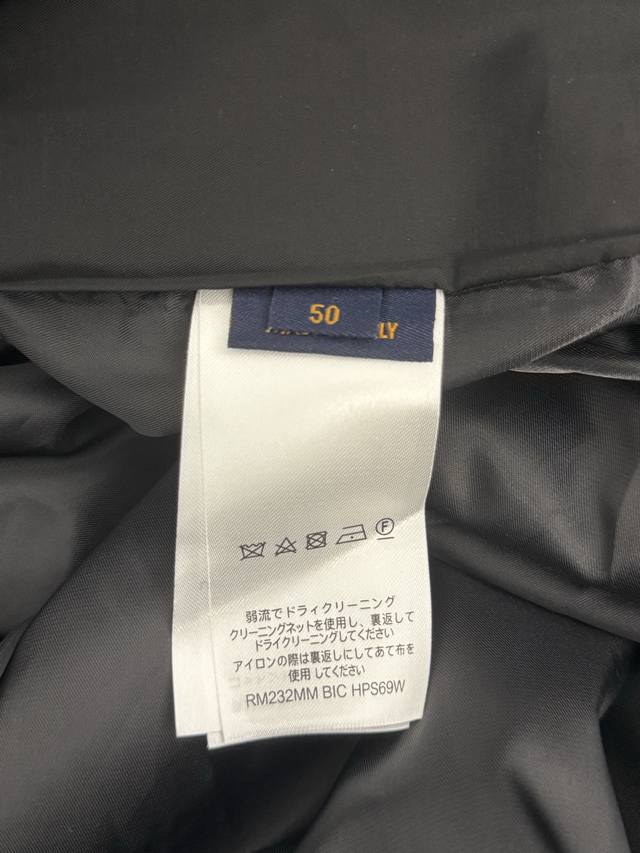 50
LY
F
弱流でドライクリーニング
クリーニングネットを使用し、裏返して
ドライクリーニングしてください
アイロンの際は裏返しにしてあて布を
使用 してください
RM232MM BIC HPS69W